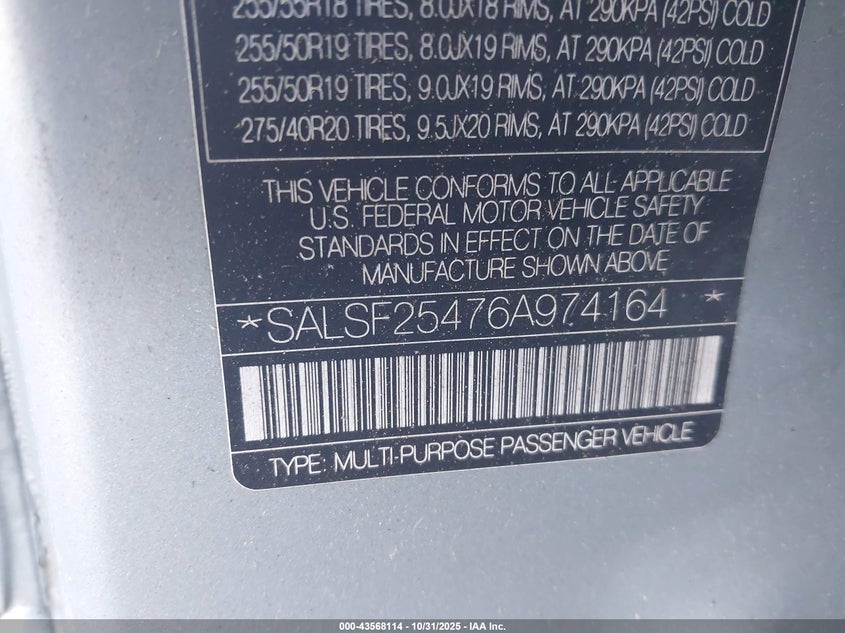 255/55R18 TIRES, 8.0JX18 RIMS, AT 290KPA (42PSI) COLD
255/50R19 TIRES, 8.0JX19 RIMS, AT 290KPA (42PSI) COLD
255/50R19 TIRES, 9.0JX19 RIMS, AT 290KPA (42PSI) COLD
275/40R20 TIRES, 9.5JX20 RIMS, AT 290KPA (42PSI) COLD
THIS VEHICLE CONFORMS TO ALL APPLICABLE
U.S. FEDERAL MOTOR VEHICLE SAFETY
STANDARDS IN EFFECT ON THE DATE OF
MANUFACTURE SHOWN ABOVE
*SALSF25476A974164 *
TYPE: MULTI-PURPOSE PASSENGER VEHICLE
000-43568114 - 10/31/2025 - IAA Inc.